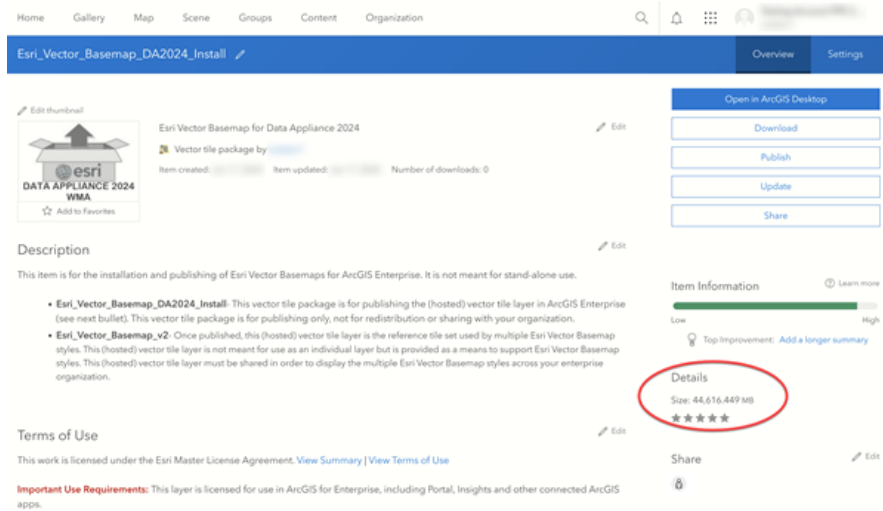 Home Gallery Map Scene Groups Content Organization
Esri_Vector_Basemap_DA2024_Install
Overview Settings
Edit thumbnail
esri
DATA APPLIANCE 2024
WMA
Add to Favorites
Esri Vector Basemap for Data Appliance 2024
Edit
Vector tile package by
Item created: Item updated: Number of downloads: 0
Open in ArcGIS Desktop
Download
Publish
Update
Share
Description
Edit
This item is for the installation and publishing of Esri Vector Basemaps for ArcGIS Enterprise. It is not meant for stand-alone use.
• Esri_Vector_Basemap_DA2024_Install- This vector tile package is for publishing the (hosted) vector tile layer in ArcGIS Enterprise
(see next bullet). This vector tile package is for publishing only, not for redistribution or sharing with your organization.
• Esri_Vector_Basemap_v2- Once published, this (hosted) vector tile layer is the reference tile set used by multiple Esri Vector Basemap
styles. This (hosted) vector tile layer is not meant for use as an individual layer but is provided as a means to support Esri Vector Basemap
styles. This (hosted) vector tile layer must be shared in order to display the multiple Esri Vector Basemap styles across your enterprise
organization.
Item Information
Learn more
Low High
Top Improvement: Add a longer summary
Details
Size: 44,616.449 MB
Terms of Use
Edit
This work is licensed under the Esri Master License Agreement. View Summary | View Terms of Use
Important Use Requirements: This layer is licensed for use in ArcGIS for Enterprise, including Portal, Insights and other connected ArcGIS
apps.
Share
Edit